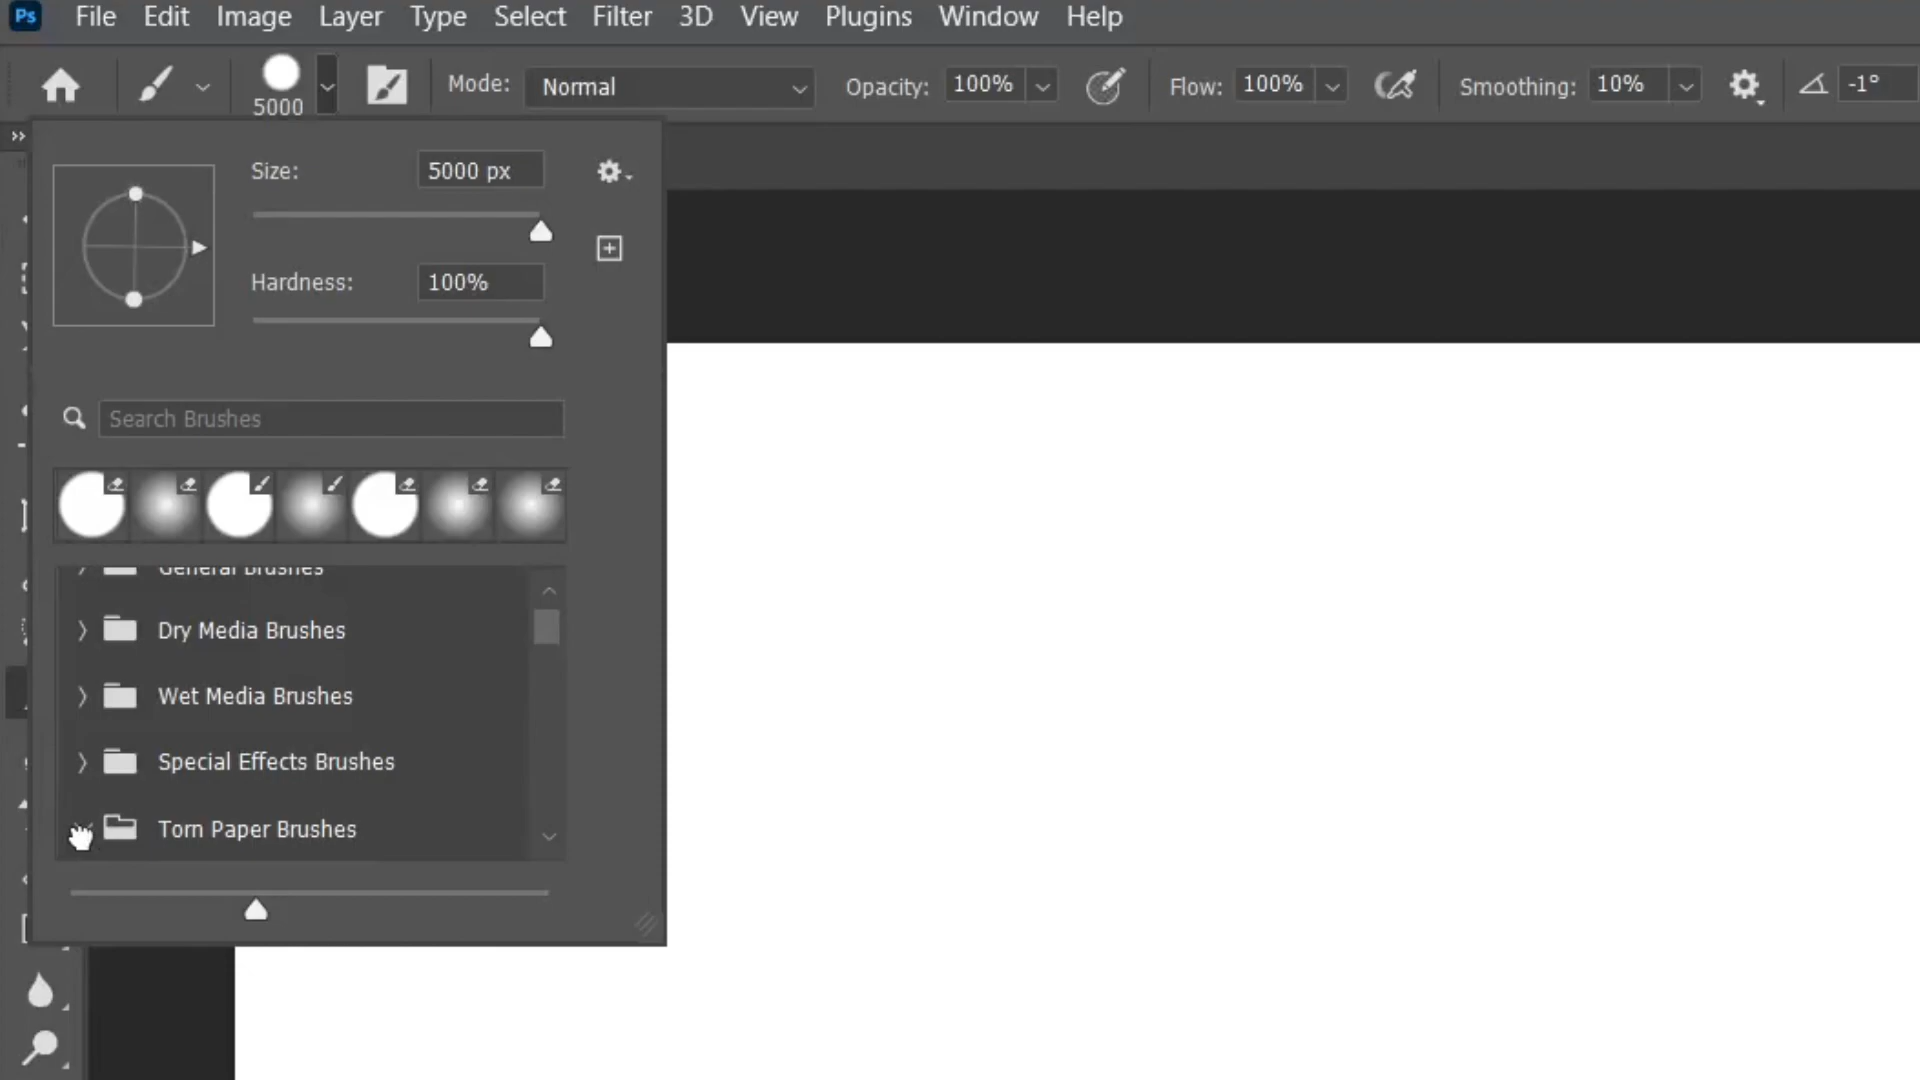 Ps File Edit Image Layer Type Select Filter 3D View Plugins Window Help
5000 Mode: Normal Opacity: 100% Flow: 100% Smoothing: 10% -1°
Size: 5000 px
Hardness: 100%
Search Brushes
General Brushes
Dry Media Brushes
Wet Media Brushes
Special Effects Brushes
Torn Paper Brushes